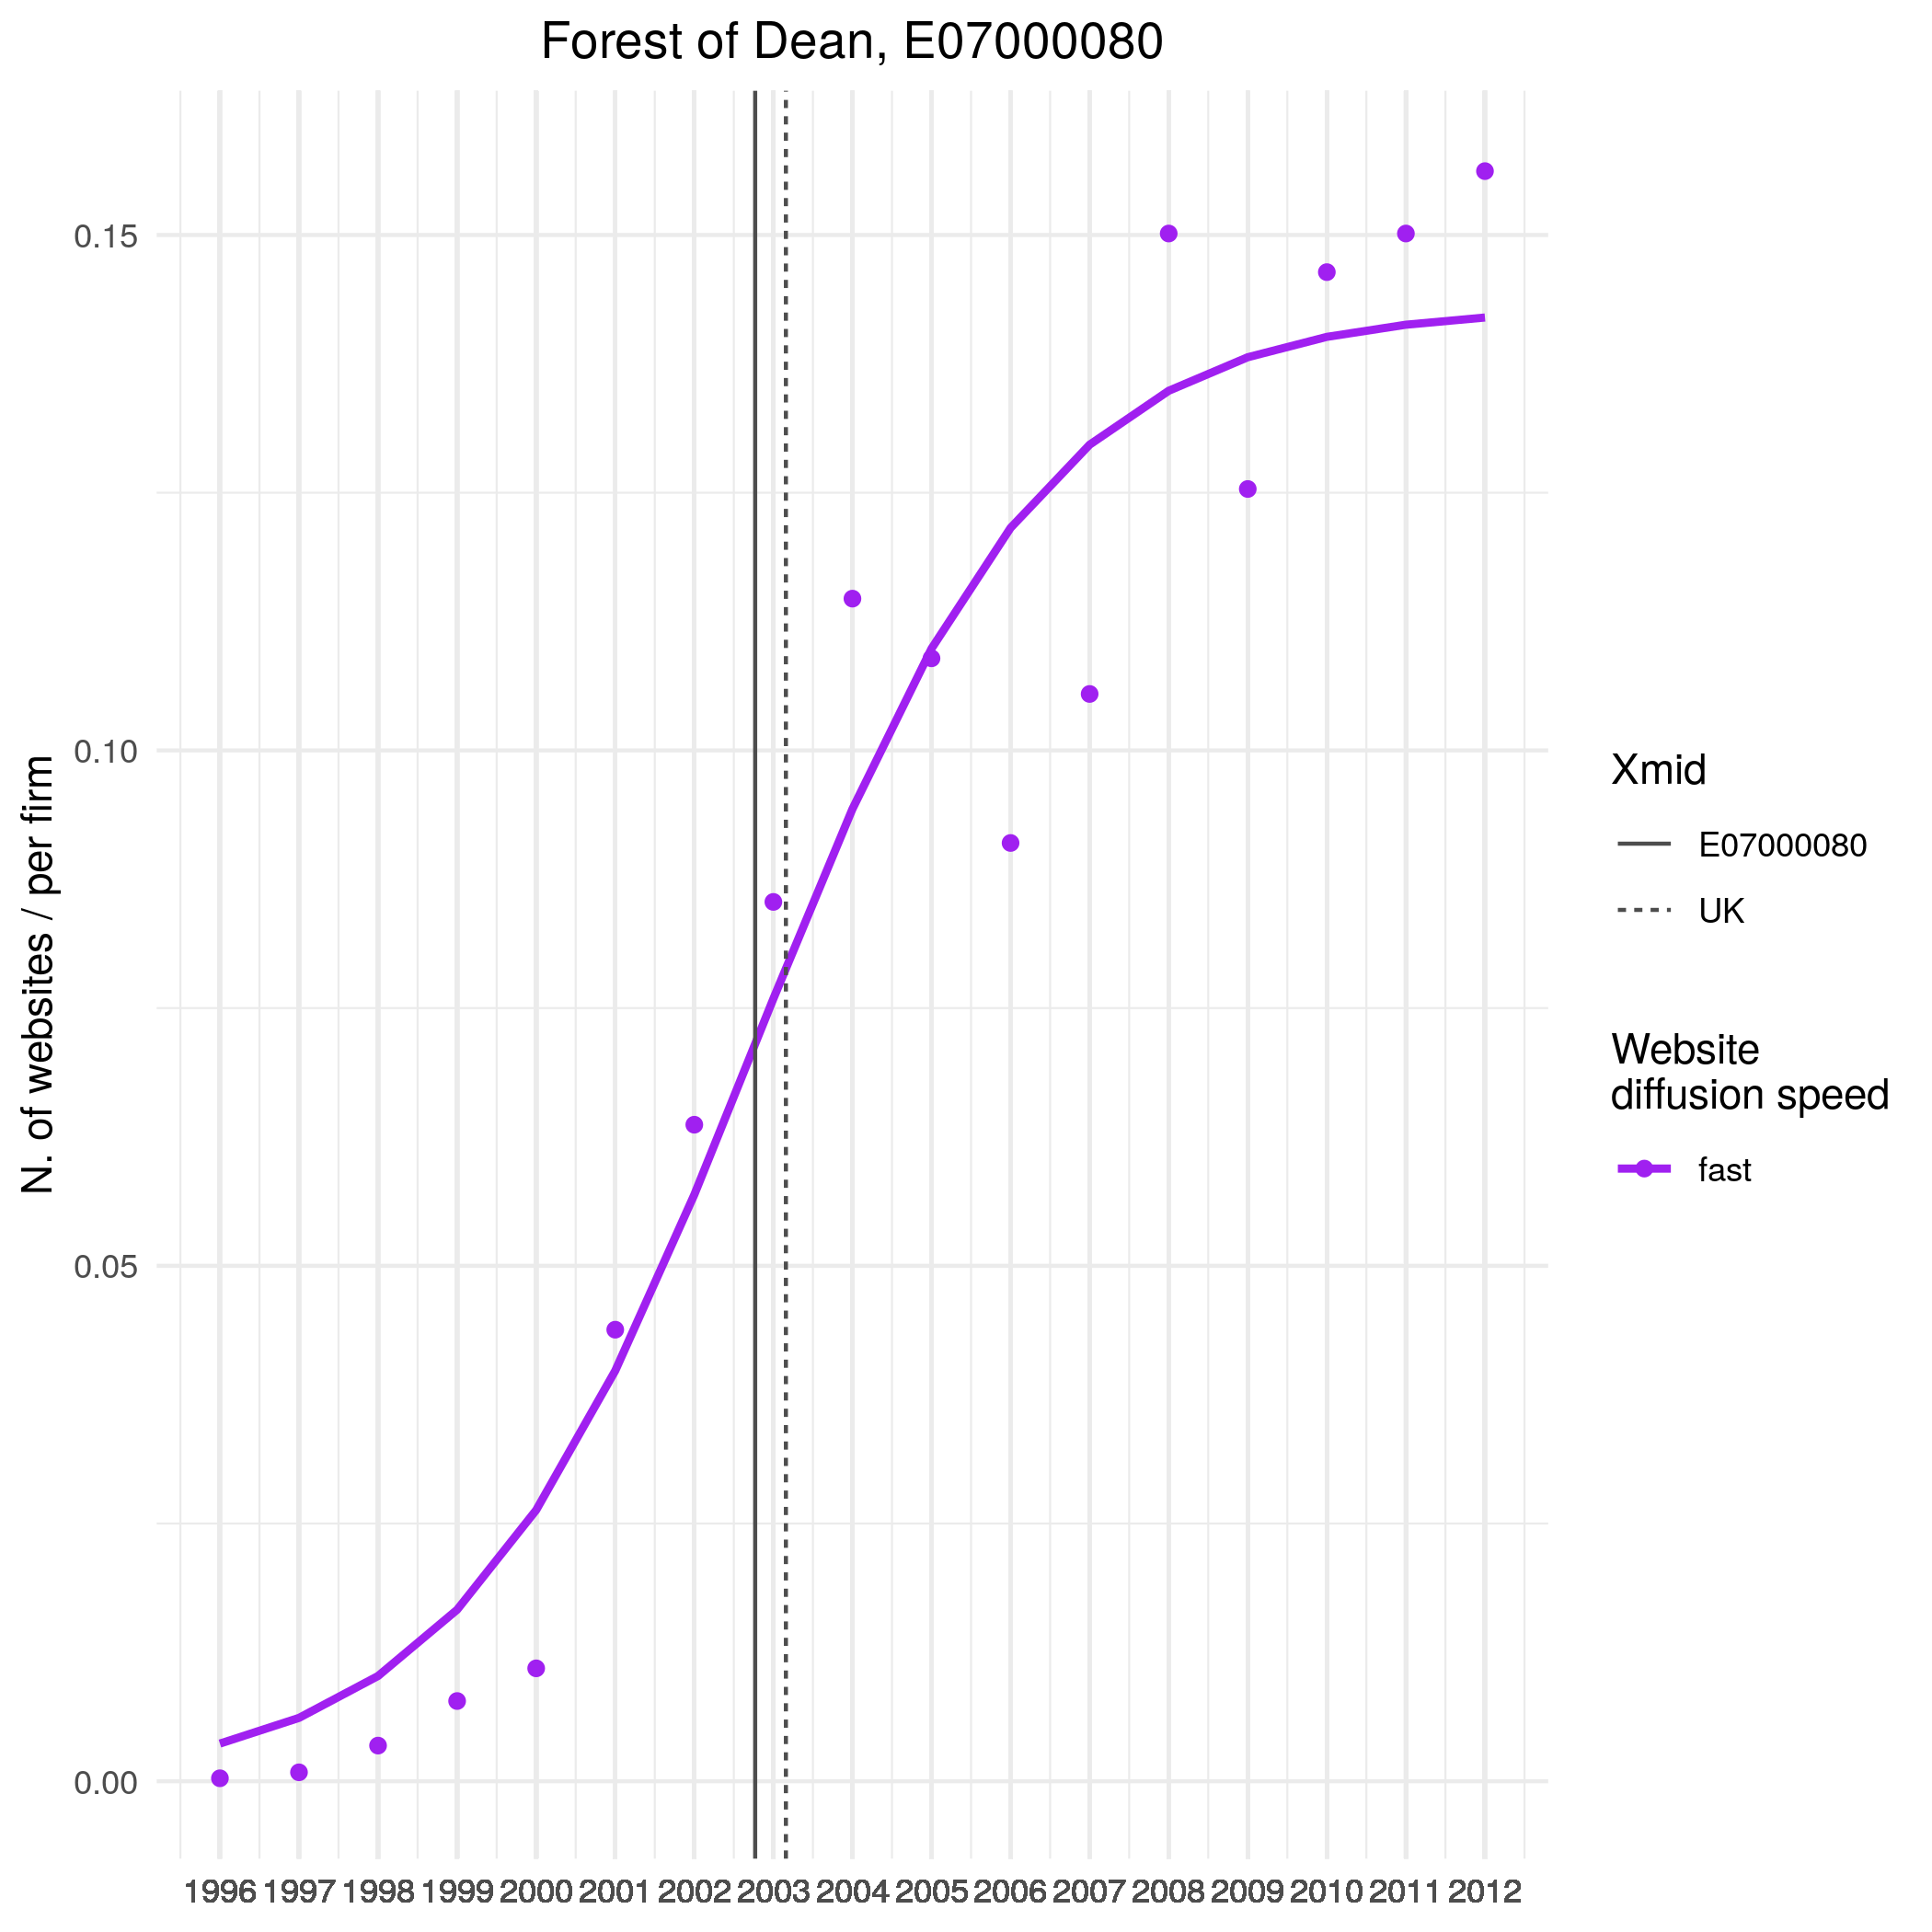 Forest of Dean, E07000080
N. of websites / per firm
0.15
0.10
0.05
0.00
1996 1997 1998 1999 2000 2001 2002 2003 2004 2005 2006 2007 2008 2009 2010 2011 2012
Xmid
E07000080
UK
Website
diffusion speed
fast